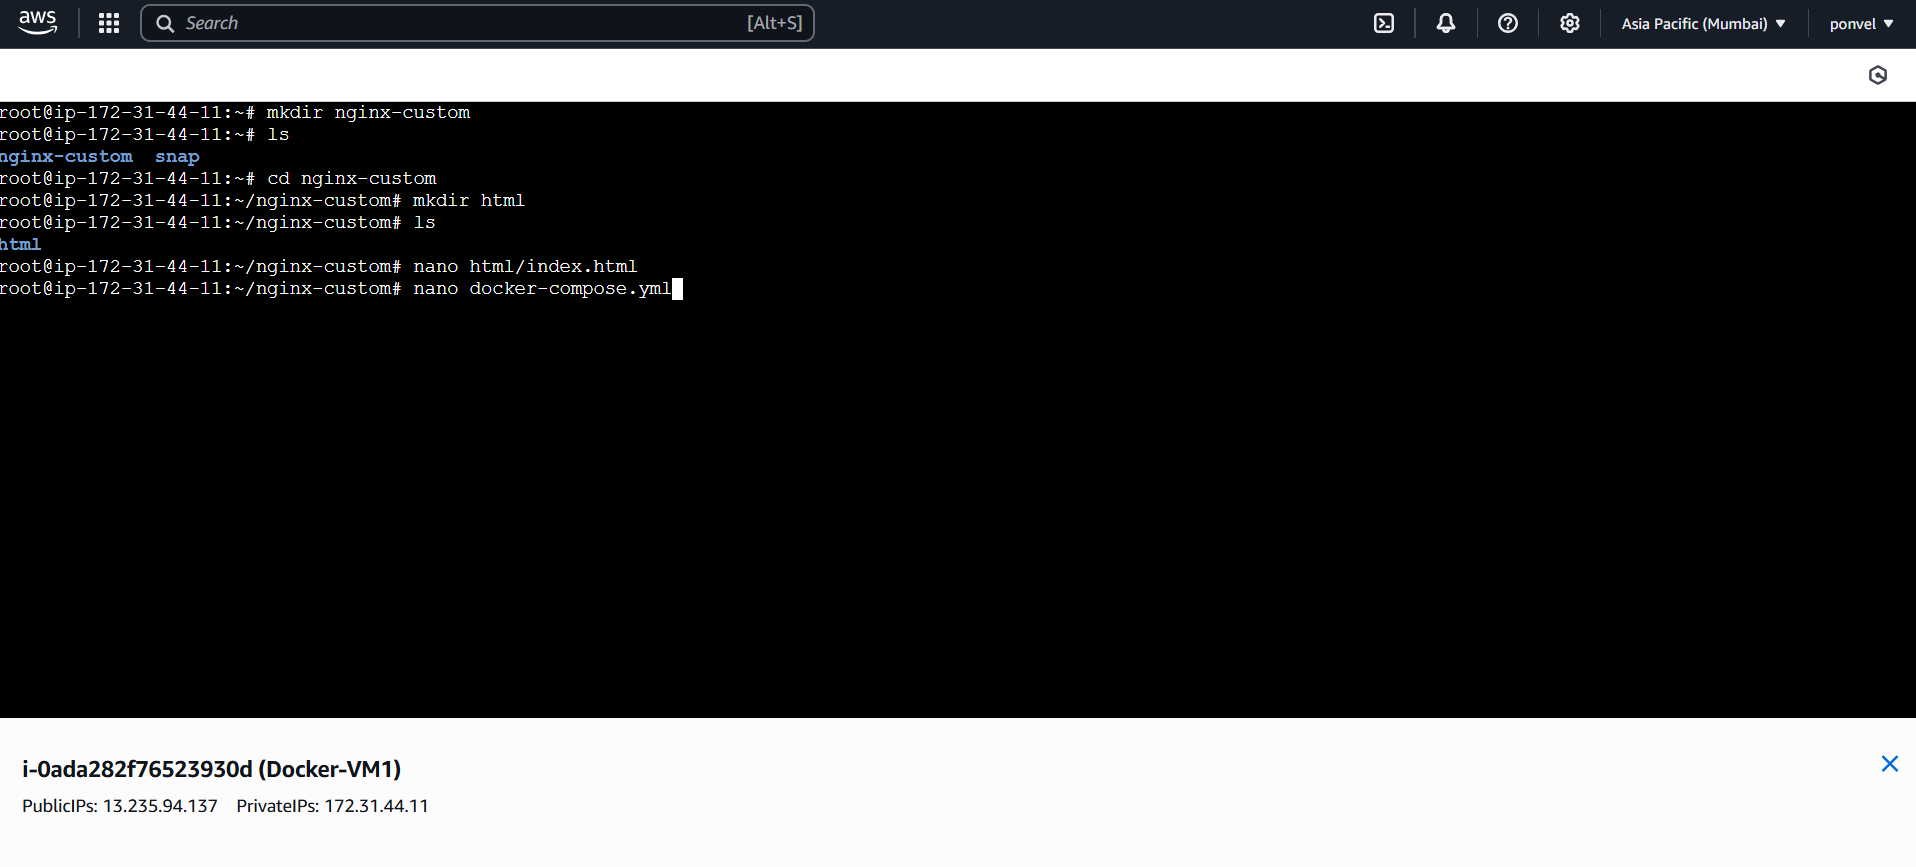 aws
Search [Alt+S]
Asia Pacific (Mumbai) ▼
ponvel ▼
root@ip-172-31-44-11:~# mkdir nginx-custom
root@ip-172-31-44-11:~# ls
nginx-custom  snap
root@ip-172-31-44-11:~# cd nginx-custom
root@ip-172-31-44-11:~/nginx-custom# mkdir html
root@ip-172-31-44-11:~/nginx-custom# ls
html
root@ip-172-31-44-11:~/nginx-custom# nano html/index.html
root@ip-172-31-44-11:~/nginx-custom# nano docker-compose.yml
i-0ada282f76523930d (Docker-VM1)
PublicIPs: 13.235.94.137 PrivateIPs: 172.31.44.11